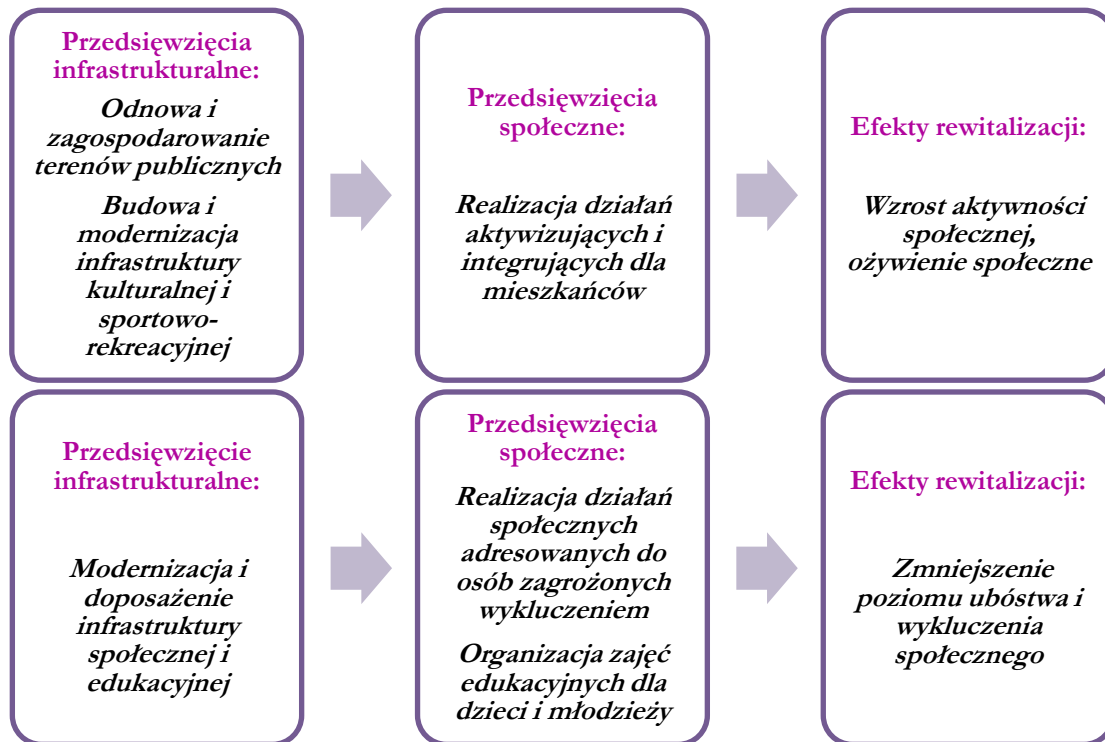 Przedsięwzięcia
infrastrukturalne:
Odnowa i
zagospodarowanie
terenów publicznych
Budowa i
modernizacja
infrastruktury
kulturalnej i
sportowo-
rekreacyjnej
Przedsięwzięcia
społeczne:
Realizacja działań
aktywizujących i
integrujących dla
mieszkańców
Efekty rewitalizacji:
Wzrost aktywności
społecznej,
ożywienie społeczne
Przedsięwzięcie
infrastrukturalne:
Modernizacja i
doposażenie
infrastruktury
społecznej i
edukacyjnej
Przedsięwzięcia
społeczne:
Realizacja działań
społecznych
adresowanych do
osób zagrożonych
wykluczeniem
Organizacja zajęć
edukacyjnych dla
dzieci i młodzieży
Efekty rewitalizacji:
Zmniejszenie
poziomu ubóstwa i
wykluczenia
społecznego